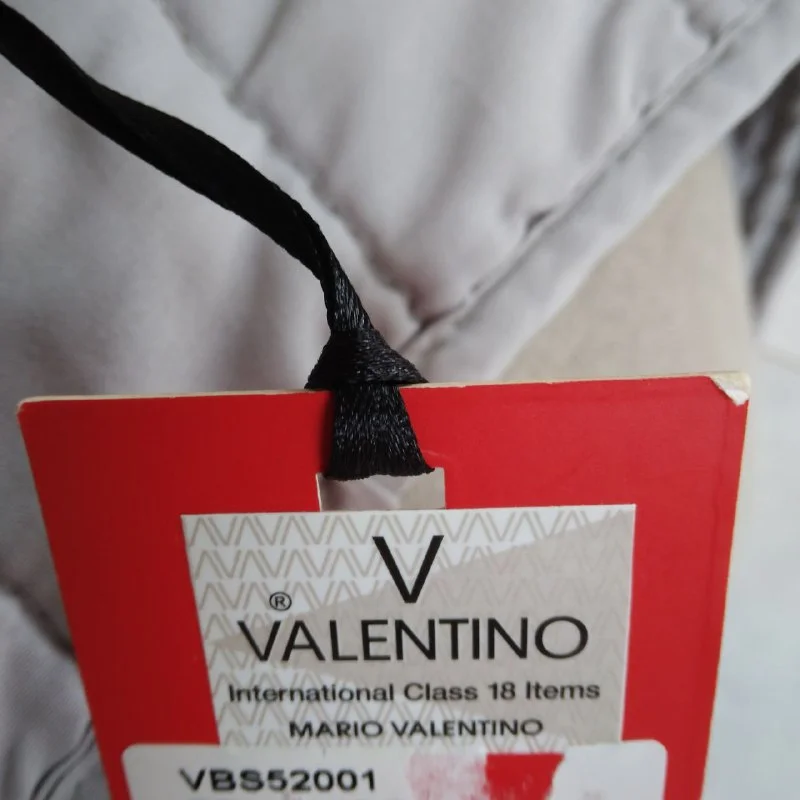 V
®
VALENTINO
International Class 18 Items
MARIO VALENTINO
VBS52001